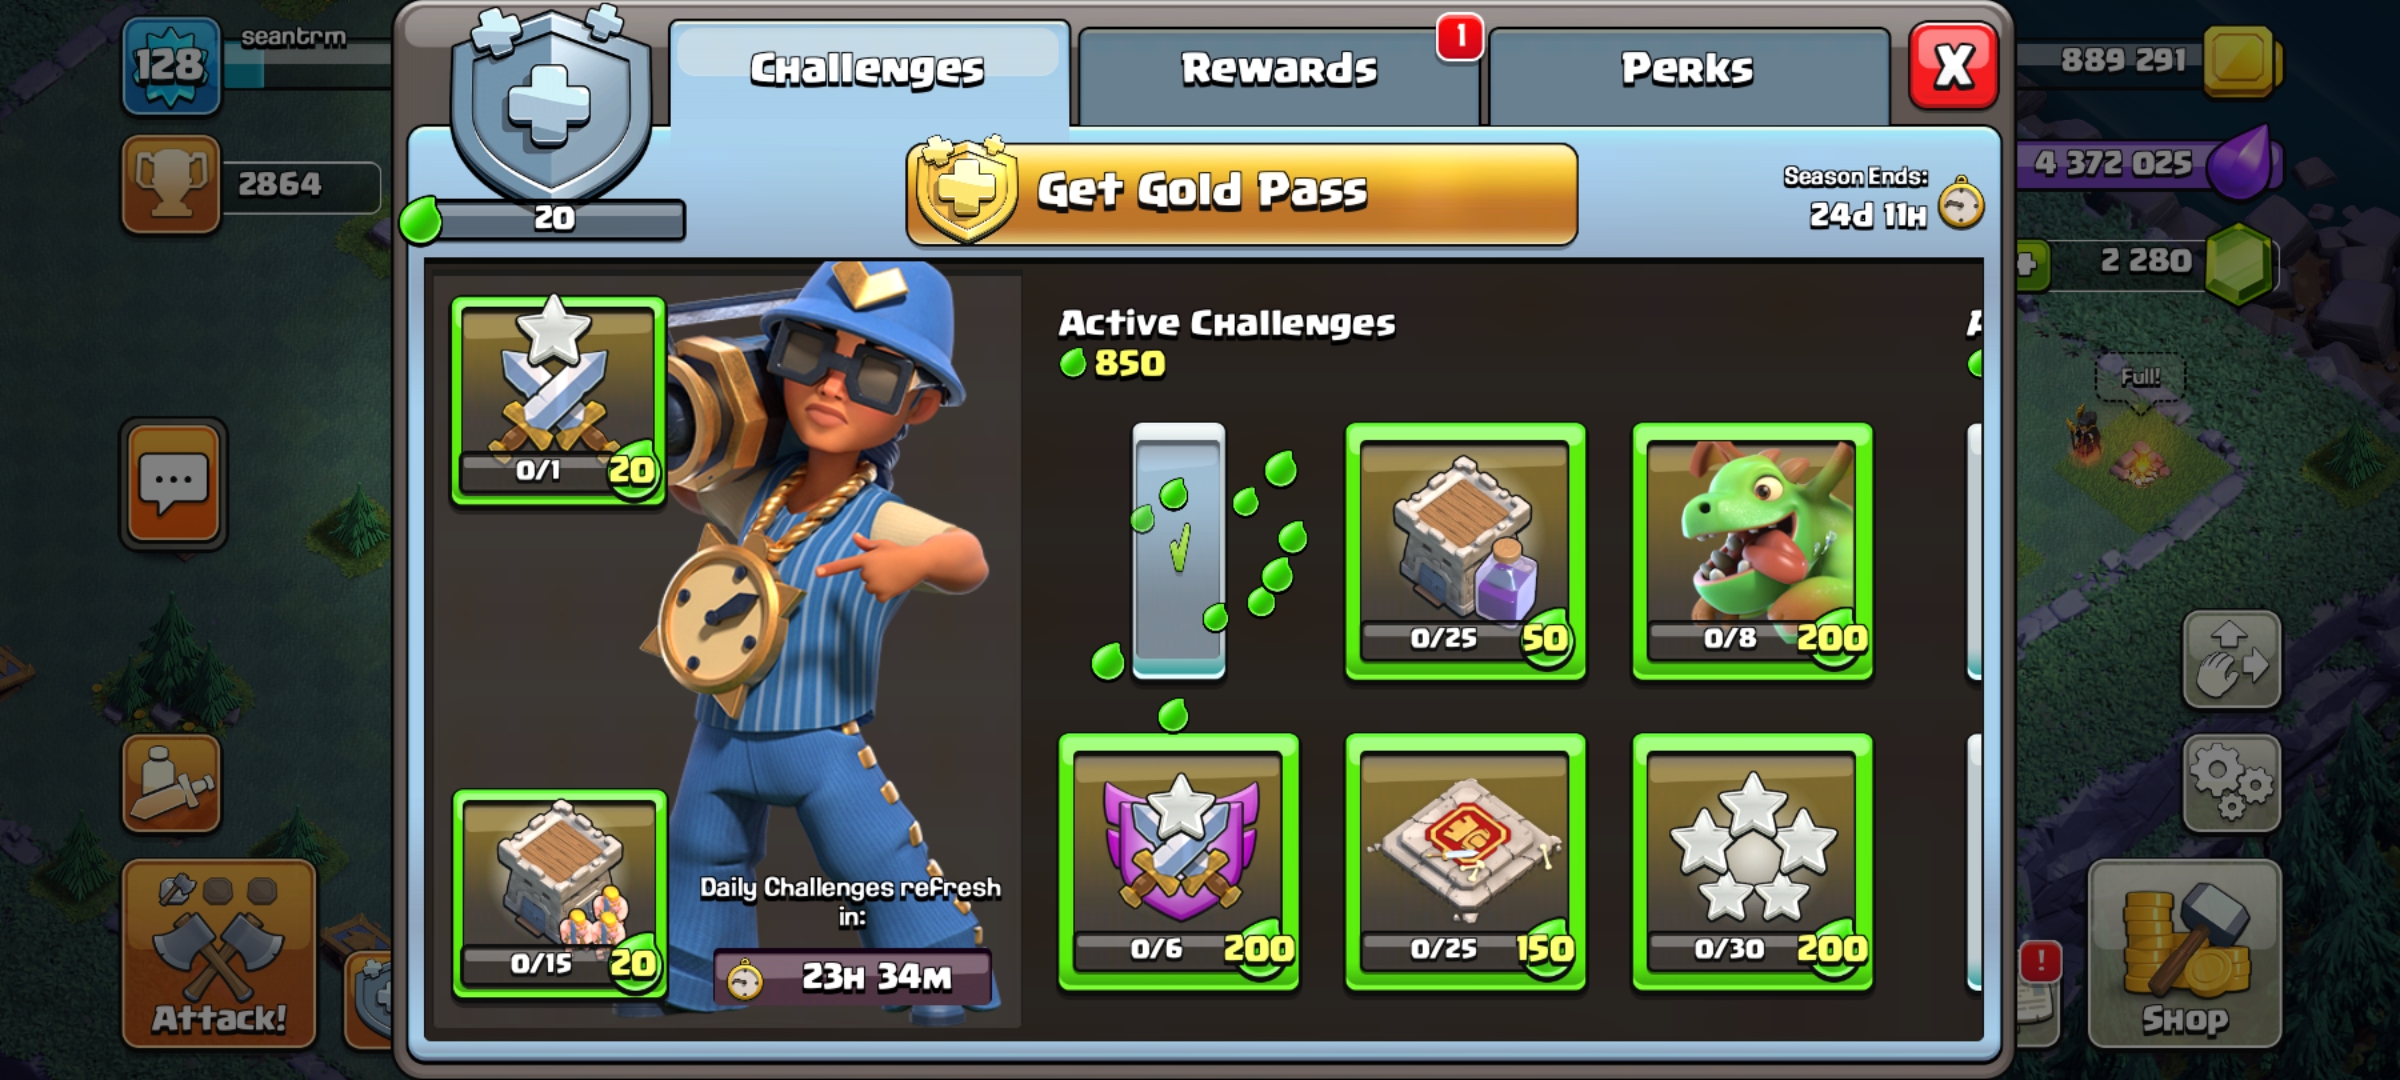 128
seantrm
2864
Challenges
Rewards
1
Perks
X
889 291
4 372 025
2 280
20
Get Gold Pass
Season Ends:
24d 11H
0/1
20
0/15
20
Daily Challenges refresh
in:
23H 34M
Active Challenges
850
0/25
50
0/8
200
0/6
200
0/25
150
0/30
200
Full!
Attack!
!
Shop